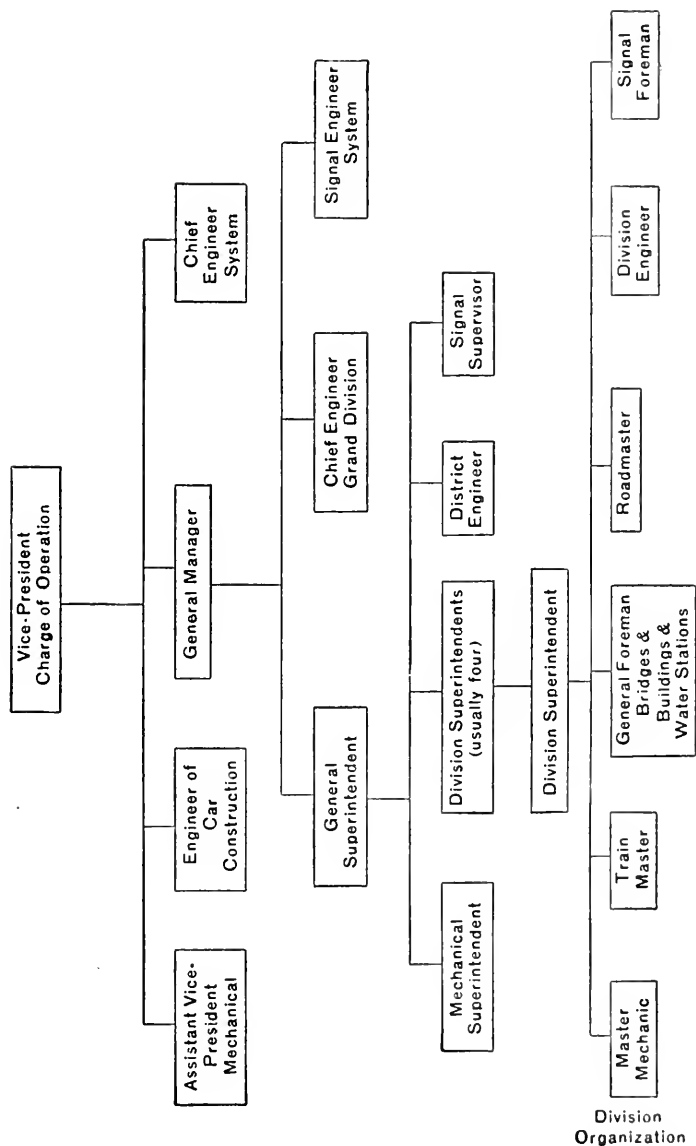 Vice-President
Charge of Operation
Assistant Vice-
President
Mechanical
Engineer of
Car
Construction
General Manager
Chief
Engineer
System
General
Superintendent
Chief Engineer
Grand Division
Signal Engineer
System
Mechanical
Superintendent
Division Superintendents
(usually four)
District
Engineer
Signal
Supervisor
Division Superintendent
Master
Mechanic
Train
Master
General Foreman
Bridges &
Buildings &
Water Stations
Roadmaster
Division
Engineer
Signal
Foreman
Division
Organization